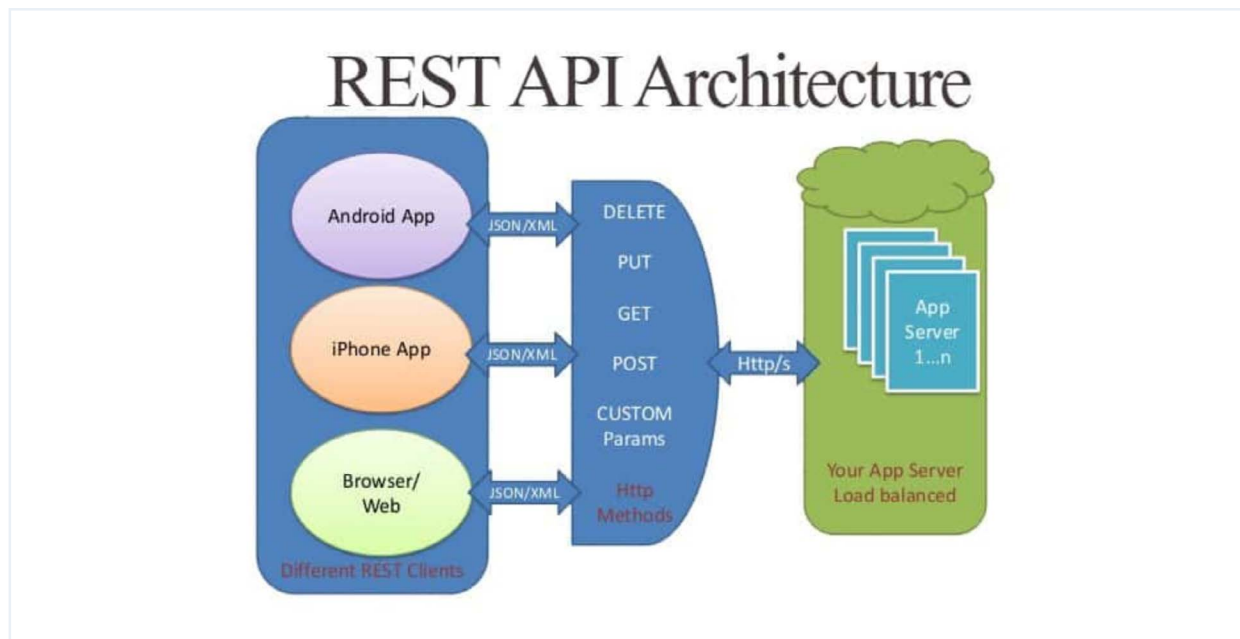 REST API Architecture
Android App
iPhone App
Browser/
Web
Different REST Clients
JSON/XML
JSON/XML
JSON/XML
DELETE
PUT
GET
POST
CUSTOM
Params
Http
Methods
Http/s
App
Server
1...n
Your App Server
Load balanced